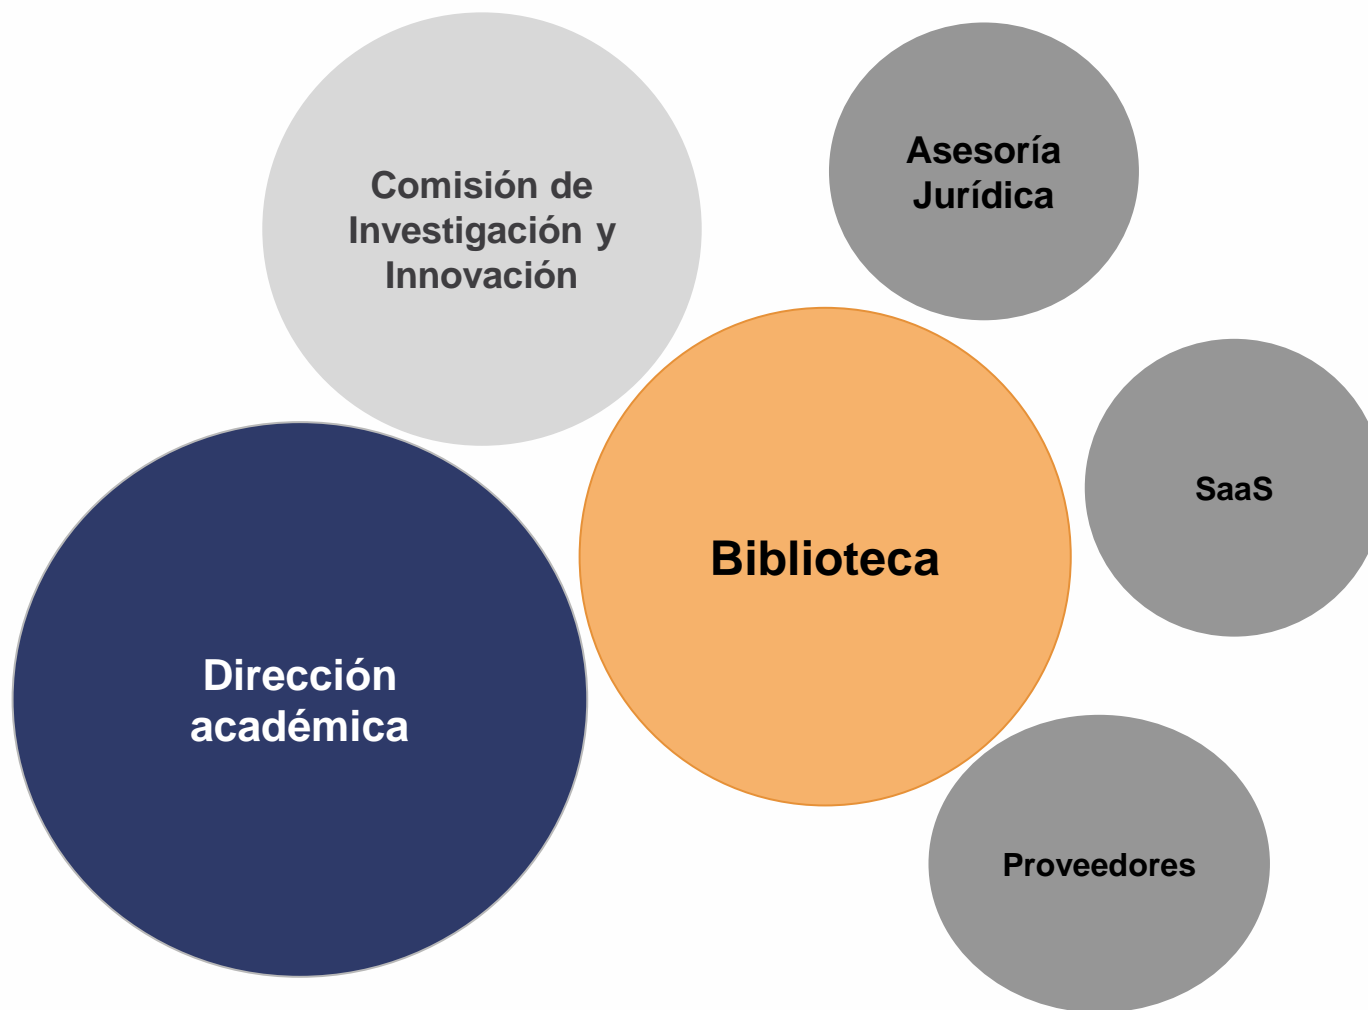 Comisión de
Investigación y
Innovación
Asesoría
Jurídica
SaaS
Biblioteca
Dirección
académica
Proveedores